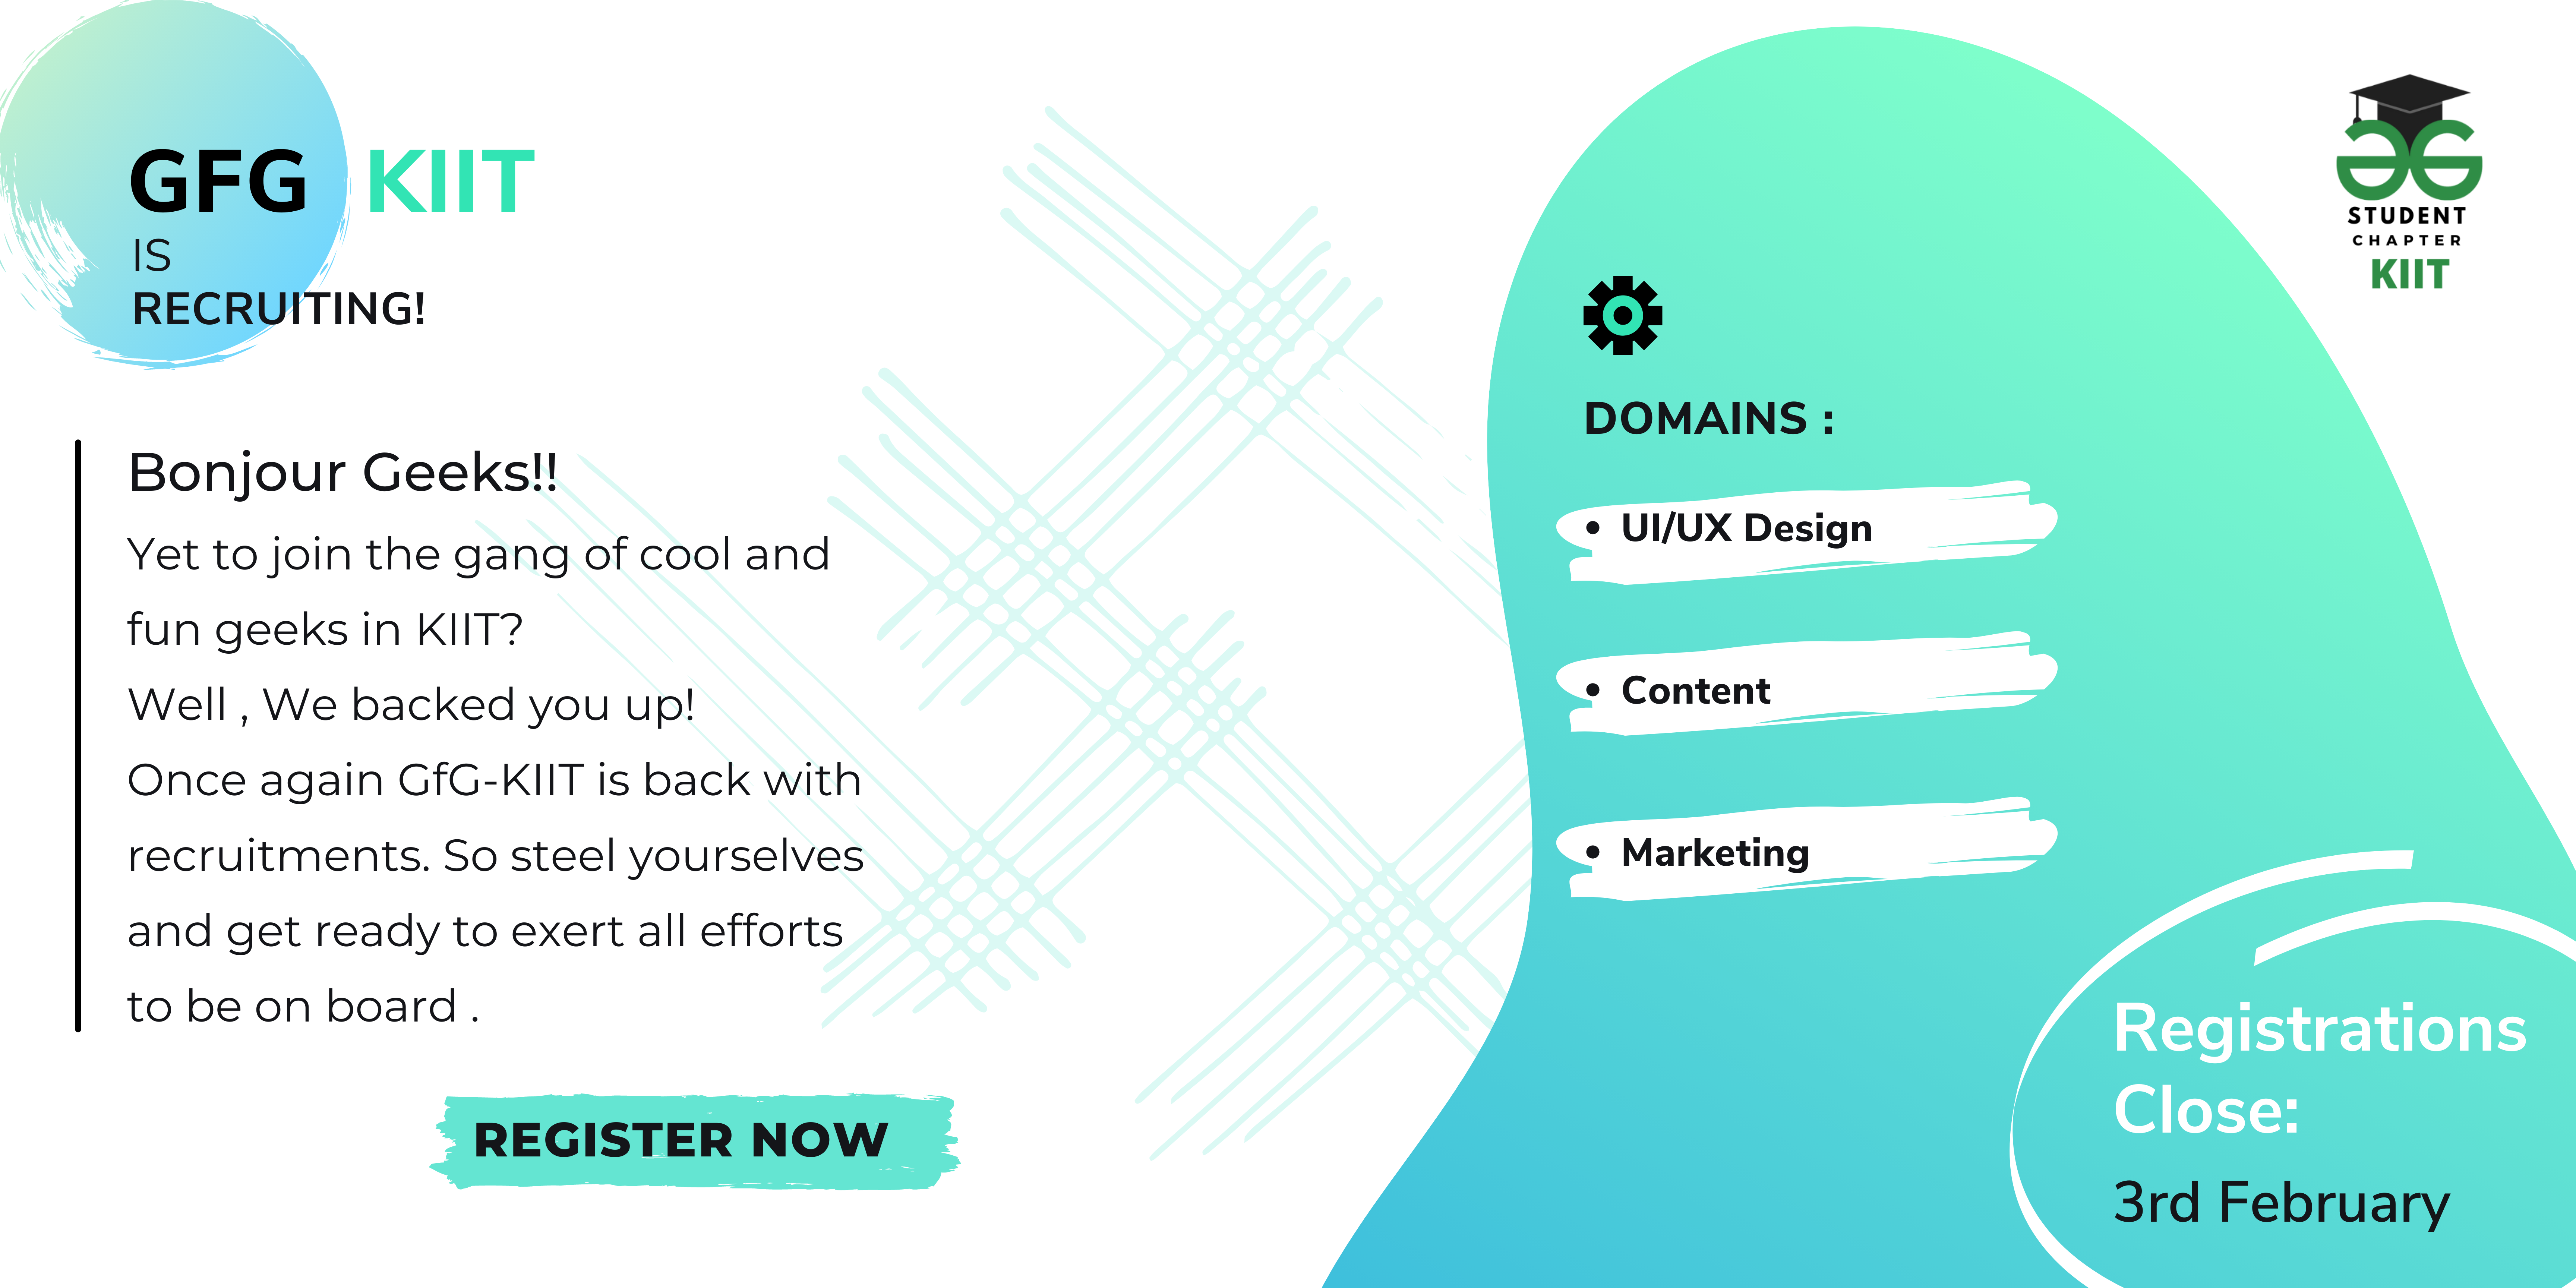 GFG KIIT
IS
RECRUITING!
Bonjour Geeks!!
Yet to join the gang of cool and
fun geeks in KIIT?
Well , We backed you up!
Once again GfG-KIIT is back with
recruitments. So steel yourselves
and get ready to exert all efforts
to be on board .
REGISTER NOW
DOMAINS :
• UI/UX Design
• Content
• Marketing
STUDENT
CHAPTER
KIIT
Registrations
Close:
3rd February